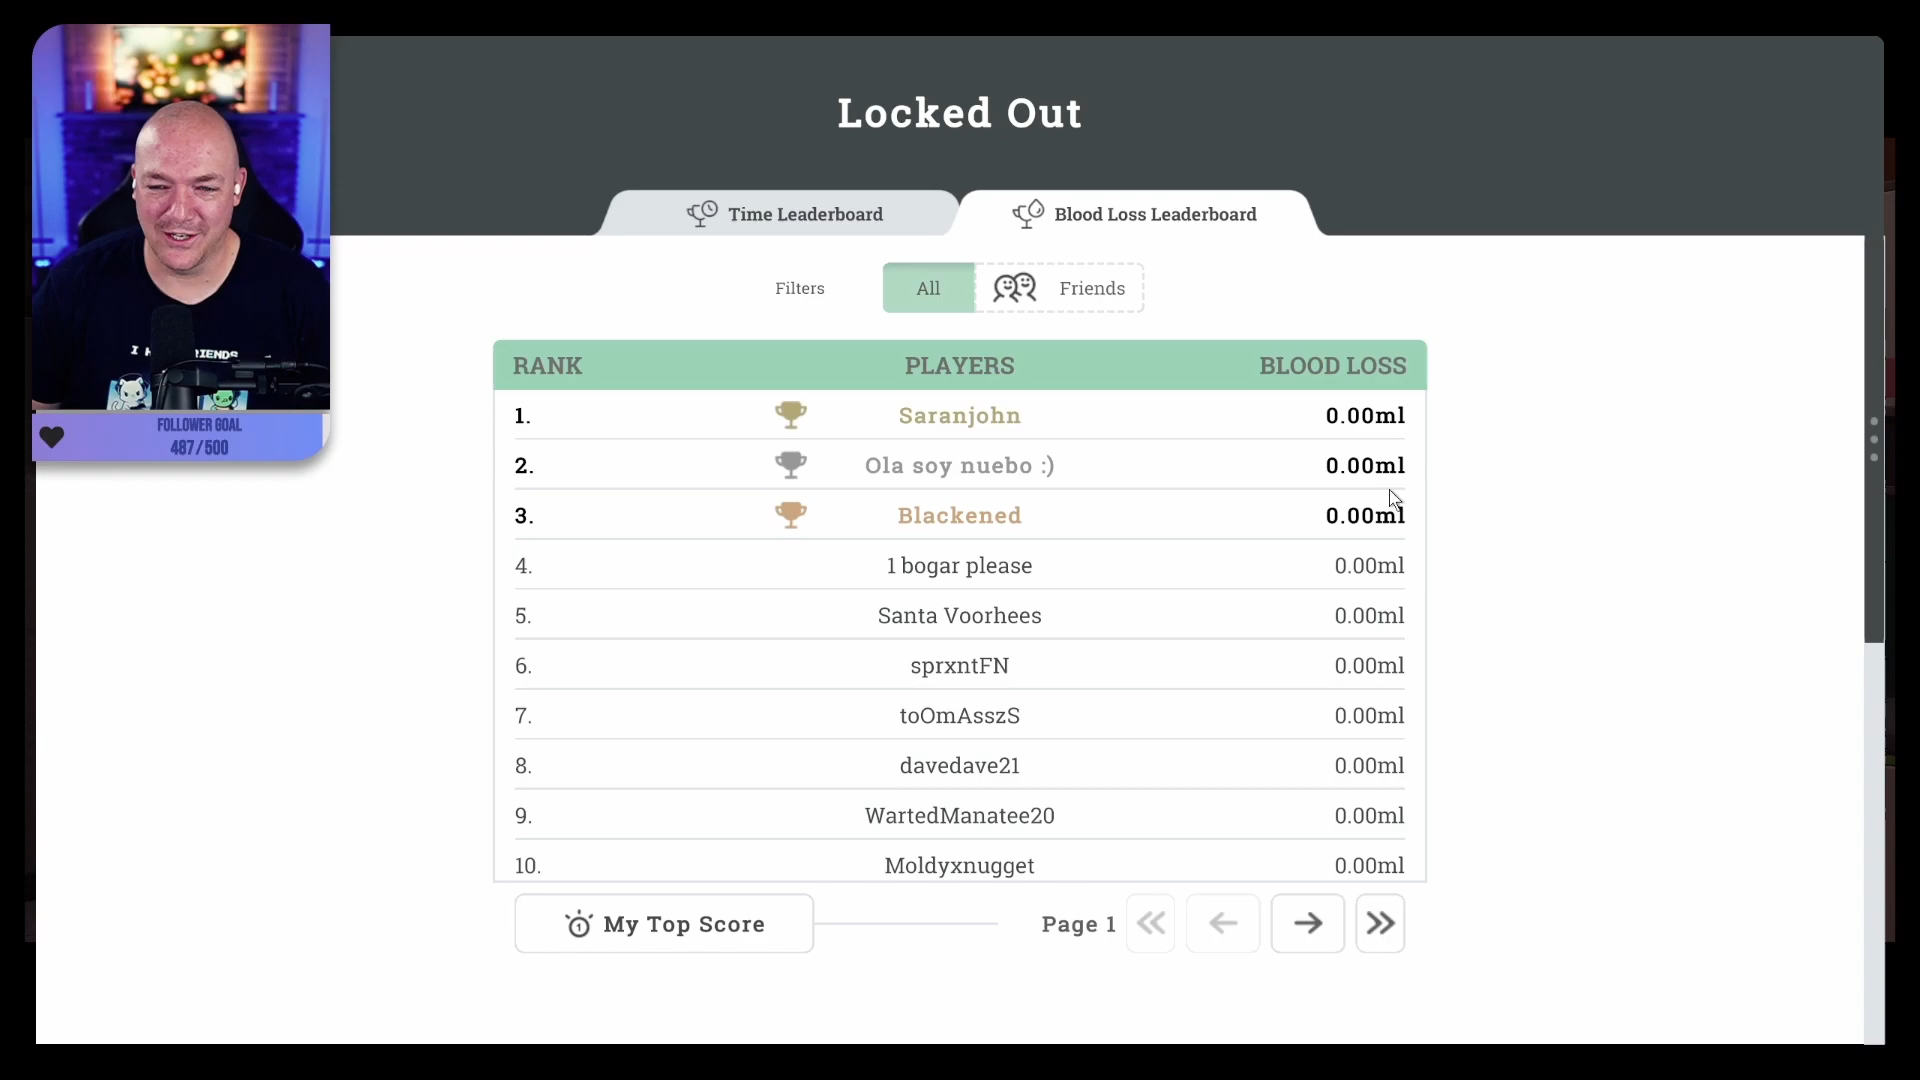 Locked Out
Time Leaderboard
Blood Loss Leaderboard
Filters
All
Friends
RANK PLAYERS BLOOD LOSS
1. Saranjohn 0.00ml
2. Ola soy nuebo :) 0.00ml
3. Blackened 0.00ml
4. 1 bogar please 0.00ml
5. Santa Voorhees 0.00ml
6. sprxntFN 0.00ml
7. toOmAsszS 0.00ml
8. davedave21 0.00ml
9. WartedManatee20 0.00ml
10. Moldyxnugget 0.00ml
1 My Top Score
Page 1
FOLLOWER GOAL
487/500